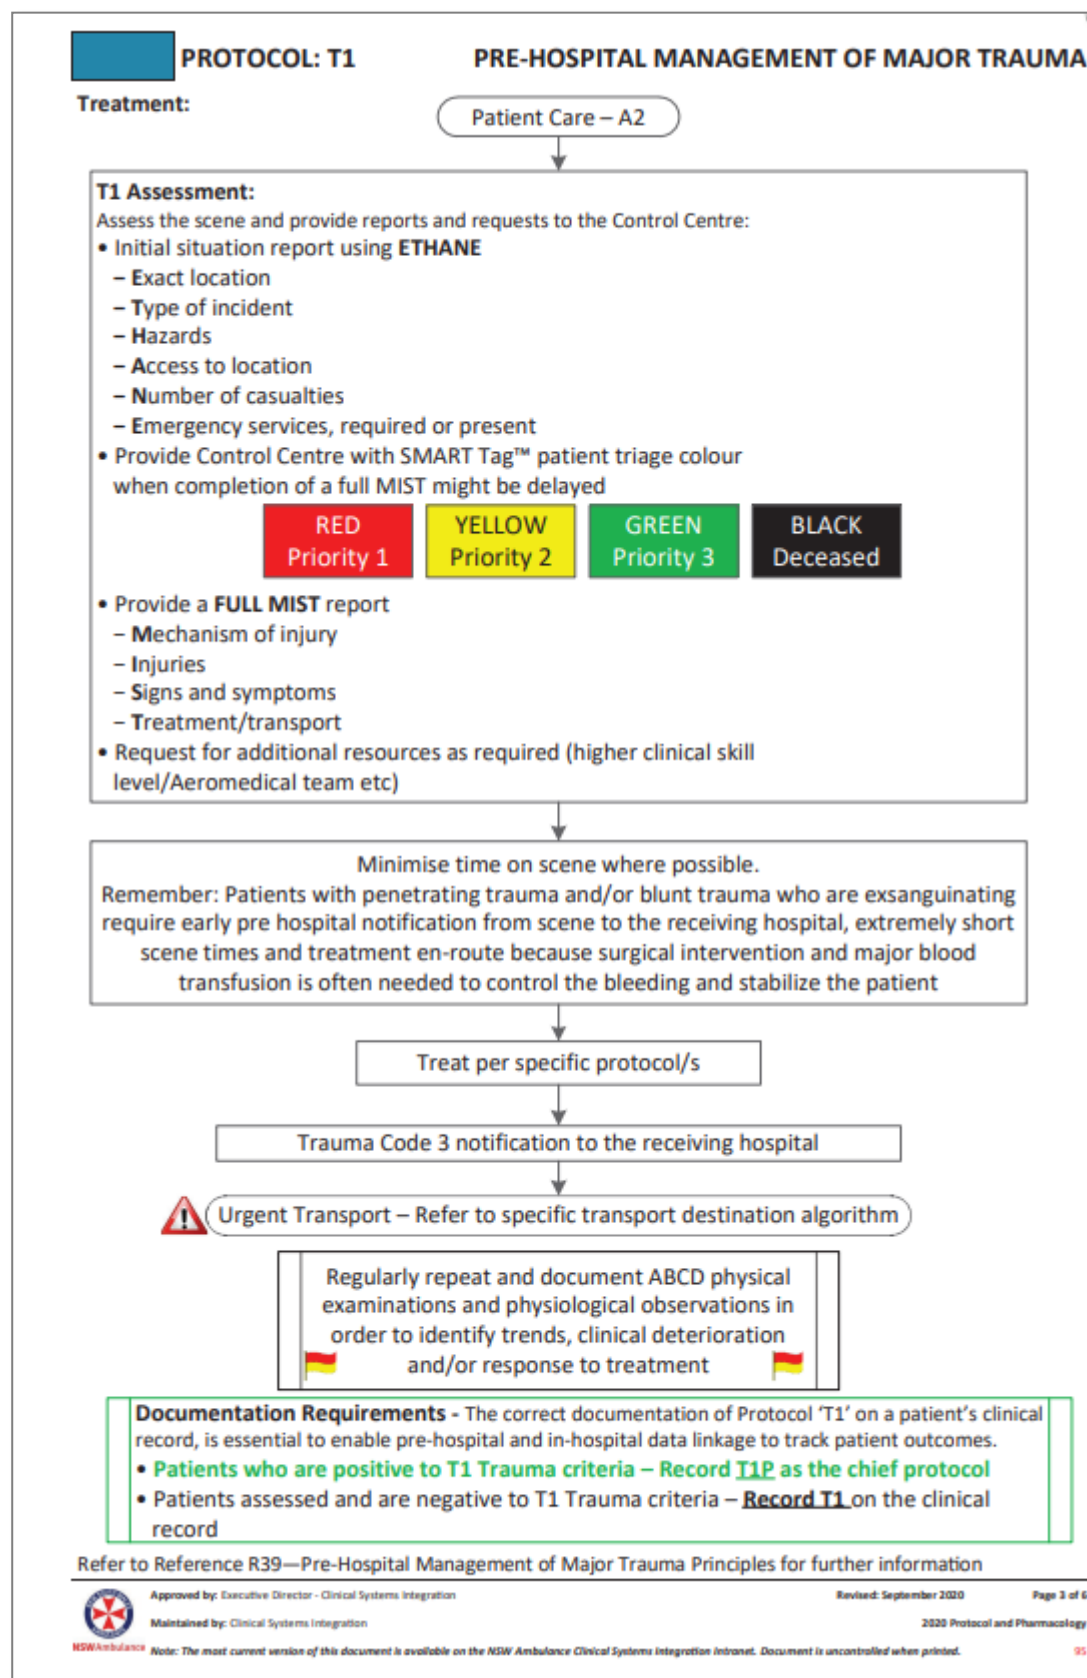 PROTOCOL: T1 PRE-HOSPITAL MANAGEMENT OF MAJOR TRAUMA
Treatment:
Patient Care – A2
T1 Assessment:
Assess the scene and provide reports and requests to the Control Centre:
• Initial situation report using ETHANE
– Exact location
– Type of incident
– Hazards
– Access to location
– Number of casualties
– Emergency services, required or present
• Provide Control Centre with SMART Tag™ patient triage colour
when completion of a full MIST might be delayed
RED YELLOW GREEN BLACK
Priority 1 Priority 2 Priority 3 Deceased
• Provide a FULL MIST report
– Mechanism of injury
– Injuries
– Signs and symptoms
– Treatment/transport
• Request for additional resources as required (higher clinical skill
level/Aeromedical team etc)
Minimise time on scene where possible.
Remember: Patients with penetrating trauma and/or blunt trauma who are exsanguinating
require early pre hospital notification from scene to the receiving hospital, extremely short
scene times and treatment en-route because surgical intervention and major blood
transfusion is often needed to control the bleeding and stabilize the patient
Treat per specific protocol/s
Trauma Code 3 notification to the receiving hospital
Urgent Transport – Refer to specific transport destination algorithm
Regularly repeat and document ABCD physical
examinations and physiological observations in
order to identify trends, clinical deterioration
and/or response to treatment
Documentation Requirements - The correct documentation of Protocol ‘T1’ on a patient’s clinical
record, is essential to enable pre-hospital and in-hospital data linkage to track patient outcomes.
• Patients who are positive to T1 Trauma criteria – Record T1P as the chief protocol
• Patients assessed and are negative to T1 Trauma criteria – Record T1 on the clinical
record
Refer to Reference R39—Pre-Hospital Management of Major Trauma Principles for further information
Approved by: Executive Director - Clinical Systems Integration Revised: September 2020 Page 3 of 6
Maintained by: Clinical Systems Integration 2020 Protocol and Pharmacology
NSWAmbulance Note: The most current version of this document is available on the NSW Ambulance Clinical Systems Integration Intranet. Document is uncontrolled when printed. 95